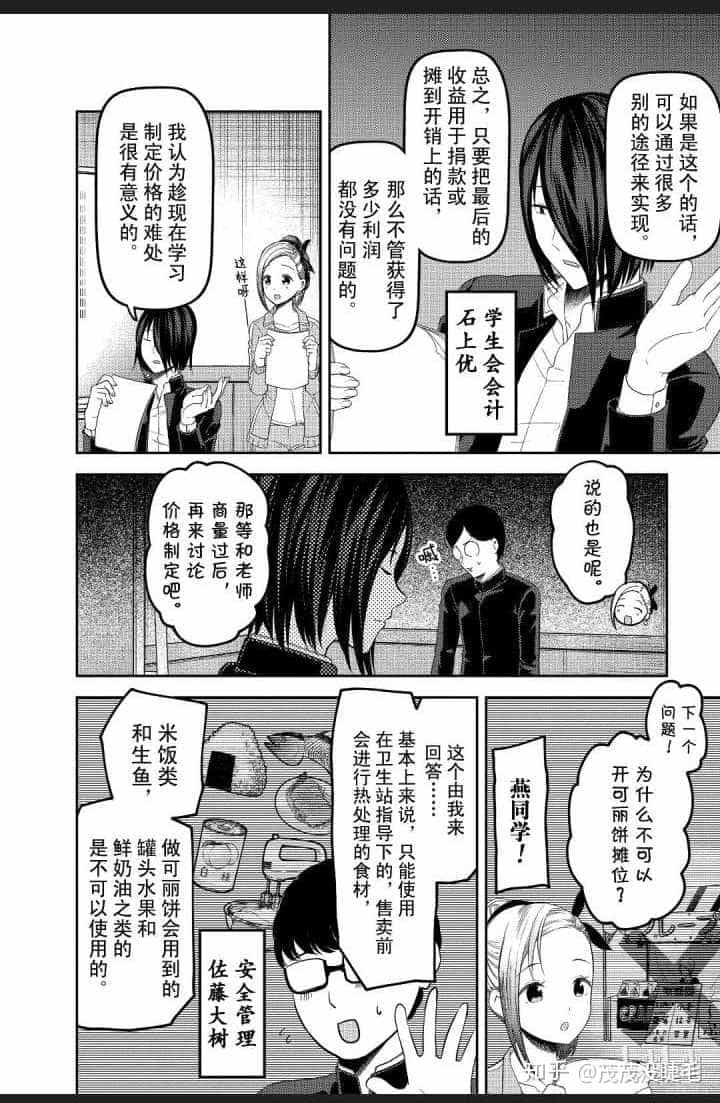 如果是这个的话，
可以通过很多
别的途径来实现。
总之，只要把最后的
收益用于捐款或
摊到开销上的话，
那么不管获得了
多少利润
都没有问题的。
学生会会计
石上优
这样呀
我认为趁现在学习
制定价格的难处
是很有意义的。
说的也是呢。
喊…
那等和老师
商量过后，
再来讨论
价格制定吧。
下一个
问题！
为什么不可以
开可丽饼摊位？
燕同学！
这个由我来
回答……
基本上来说，只能使用
在卫生站指导下的，售卖前
会进行热处理的食材，
安全管理
佐藤大树
米饭类
和生鱼，
做可丽饼会用到的
罐头水果和
鲜奶油之类的
是不可以使用的。
白桃
知乎 @茂茂没睫毛